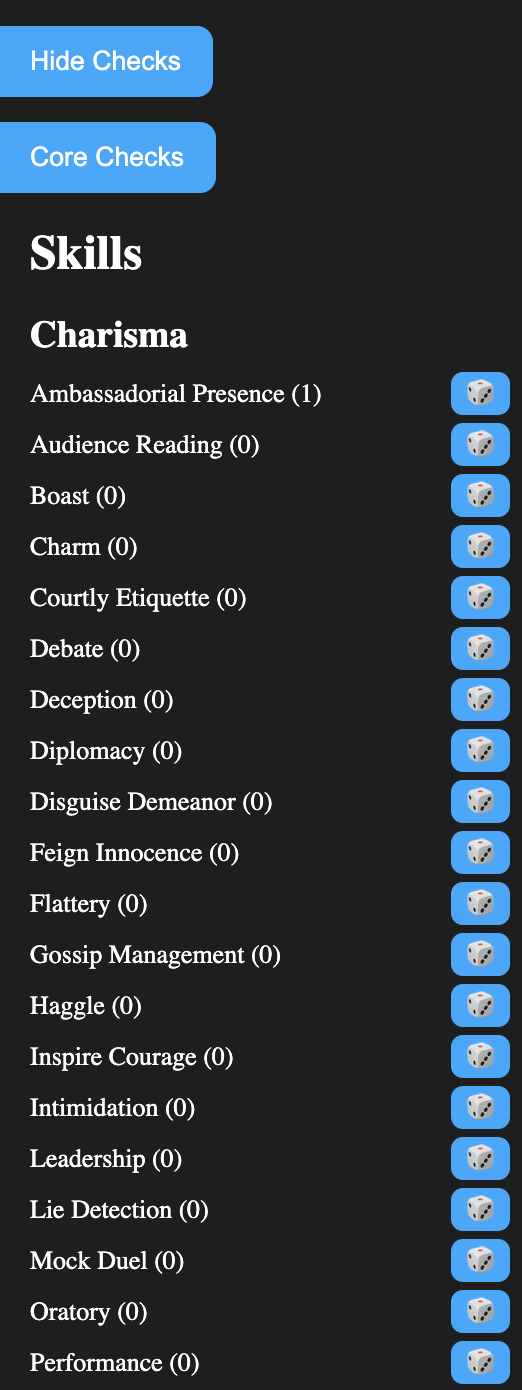 Hide Checks
Core Checks
Skills
Charisma
Ambassadorial Presence (1)
Audience Reading (0)
Boast (0)
Charm (0)
Courtly Etiquette (0)
Debate (0)
Deception (0)
Diplomacy (0)
Disguise Demeanor (0)
Feign Innocence (0)
Flattery (0)
Gossip Management (0)
Haggle (0)
Inspire Courage (0)
Intimidation (0)
Leadership (0)
Lie Detection (0)
Mock Duel (0)
Oratory (0)
Performance (0)